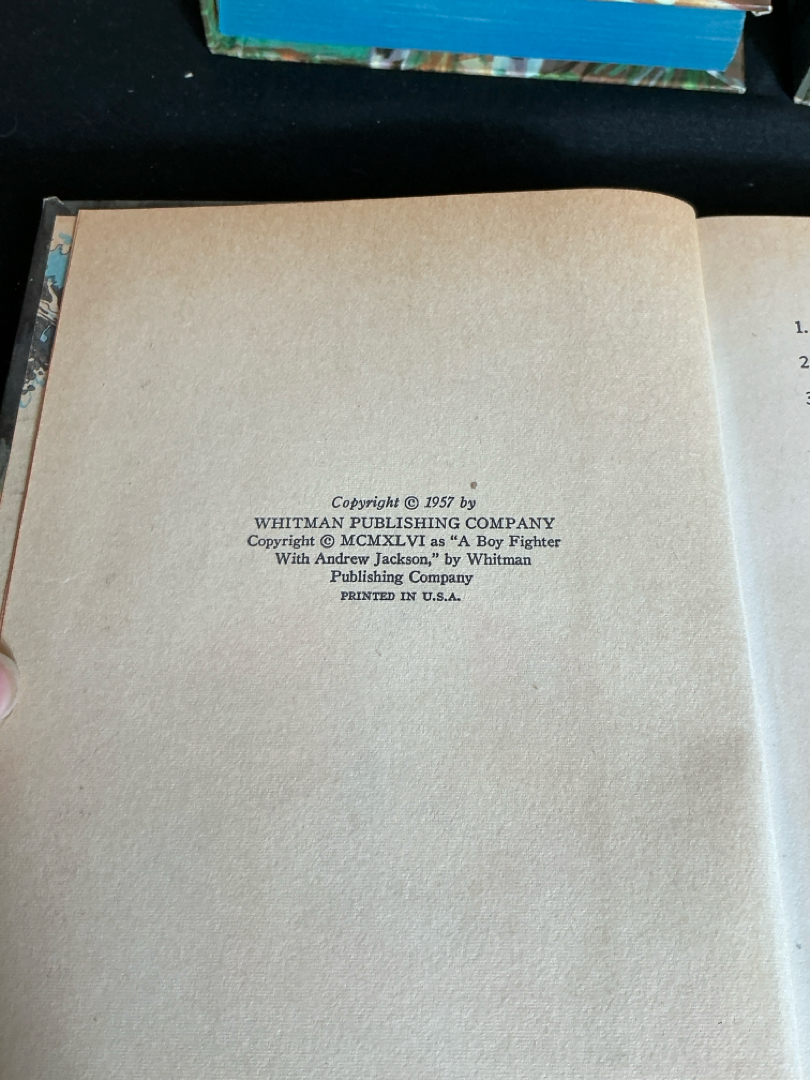 Copyright © 1957 by
WHITMAN PUBLISHING COMPANY
Copyright © MCMXLVI as “A Boy Fighter
With Andrew Jackson,” by Whitman
Publishing Company
PRINTED IN U.S.A.
1.
2
3